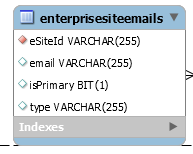 enterprisesiteemails
eSiteId VARCHAR(255)
email VARCHAR(255)
isPrimary BIT(1)
type VARCHAR(255)
Indexes